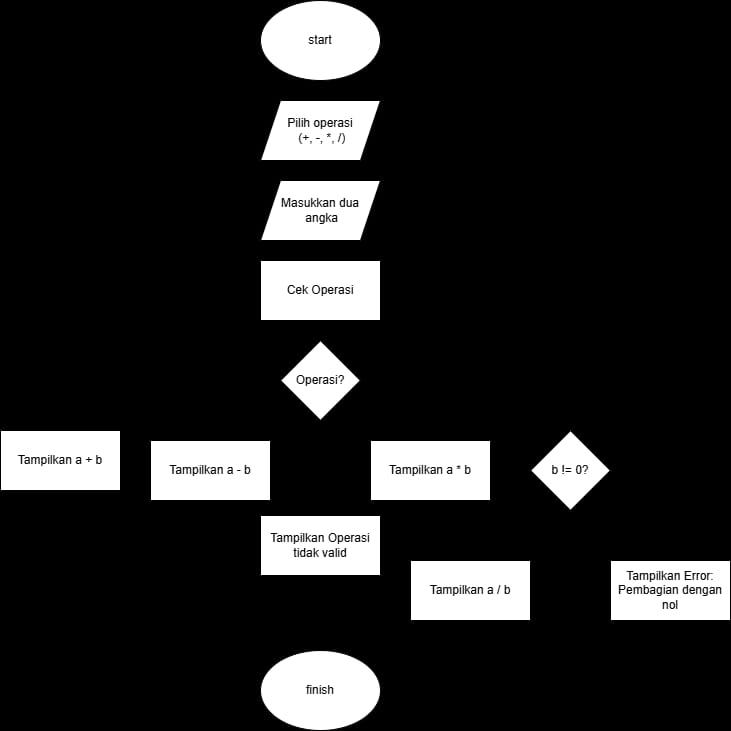 start
Pilih operasi
(+, -, *, /)
Masukkan dua
angka
Cek Operasi
Operasi?
Tampilkan a + b
Tampilkan a - b
Tampilkan a * b
b != 0?
Tampilkan Operasi
tidak valid
Tampilkan a / b
Tampilkan Error:
Pembagian dengan
nol
finish